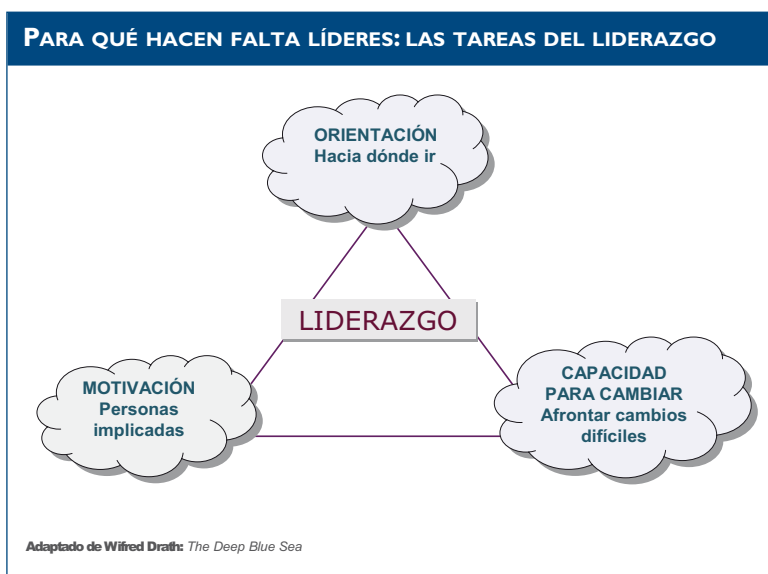 PARA QUÉ HACEN FALTA LÍDERES: LAS TAREAS DEL LIDERAZGO
ORIENTACIÓN
Hacia dónde ir
LIDERAZGO
MOTIVACIÓN
Personas
implicadas
CAPACIDAD
PARA CAMBIAR
Afrontar cambios
difíciles
Adaptado de Wifred Drath: The Deep Blue Sea